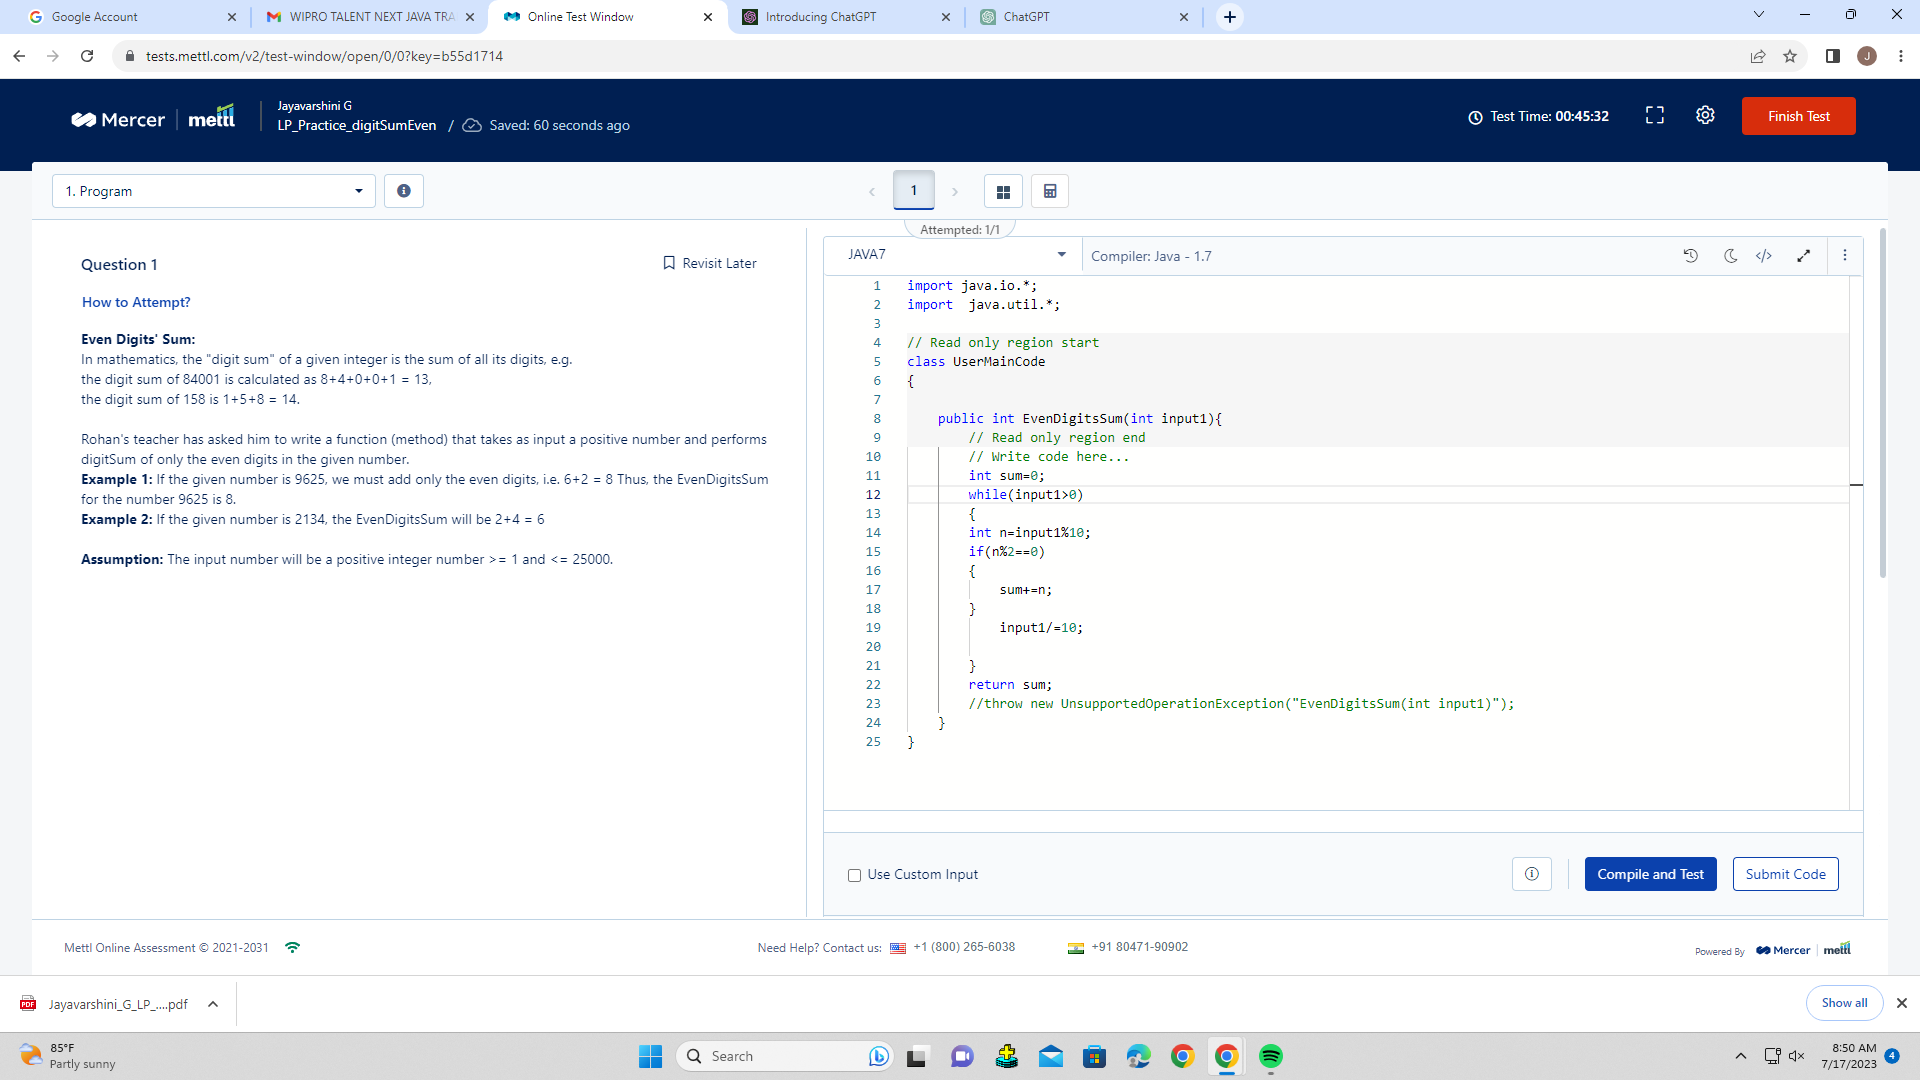 Google Account
WIPRO TALENT NEXT JAVA TRA
Online Test Window
Introducing ChatGPT
ChatGPT
tests.mettl.com/v2/test-window/open/0/0?key=b55d1714
J
Mercer | mettl
Jayavarshini G
LP_Practice_digitSumEven / Saved: 60 seconds ago
Test Time: 00:45:32
Finish Test
1. Program
1
Attempted: 1/1
Question 1
Revisit Later
How to Attempt?
Even Digits' Sum:
In mathematics, the "digit sum" of a given integer is the sum of all its digits, e.g.
the digit sum of 84001 is calculated as 8+4+0+0+1 = 13,
the digit sum of 158 is 1+5+8 = 14.
Rohan's teacher has asked him to write a function (method) that takes as input a positive number and performs
digitSum of only the even digits in the given number.
Example 1: If the given number is 9625, we must add only the even digits, i.e. 6+2 = 8 Thus, the EvenDigitsSum
for the number 9625 is 8.
Example 2: If the given number is 2134, the EvenDigitsSum will be 2+4 = 6
Assumption: The input number will be a positive integer number >= 1 and <= 25000.
JAVA7
Compiler: Java - 1.7
1 import java.io.*;
2 import  java.util.*;
3
4 // Read only region start
5 class UserMainCode
6 {
7
8     public int EvenDigitsSum(int input1){
9         // Read only region end
10         // Write code here...
11         int sum=0;
12         while(input1>0)
13         {
14         int n=input1%10;
15         if(n%2==0)
16         {
17             sum+=n;
18         }
19             input1/=10;
20
21         }
22         return sum;
23         //throw new UnsupportedOperationException("EvenDigitsSum(int input1)");
24     }
25 }
Use Custom Input
Compile and Test
Submit Code
Mettl Online Assessment © 2021-2031
Need Help? Contact us: +1 (800) 265-6038
+91 80471-90902
Powered By Mercer | mettl
PDF
Jayavarshini_G_LP_....pdf
Show all
85°F
Partly sunny
Search
8:50 AM
7/17/2023
4